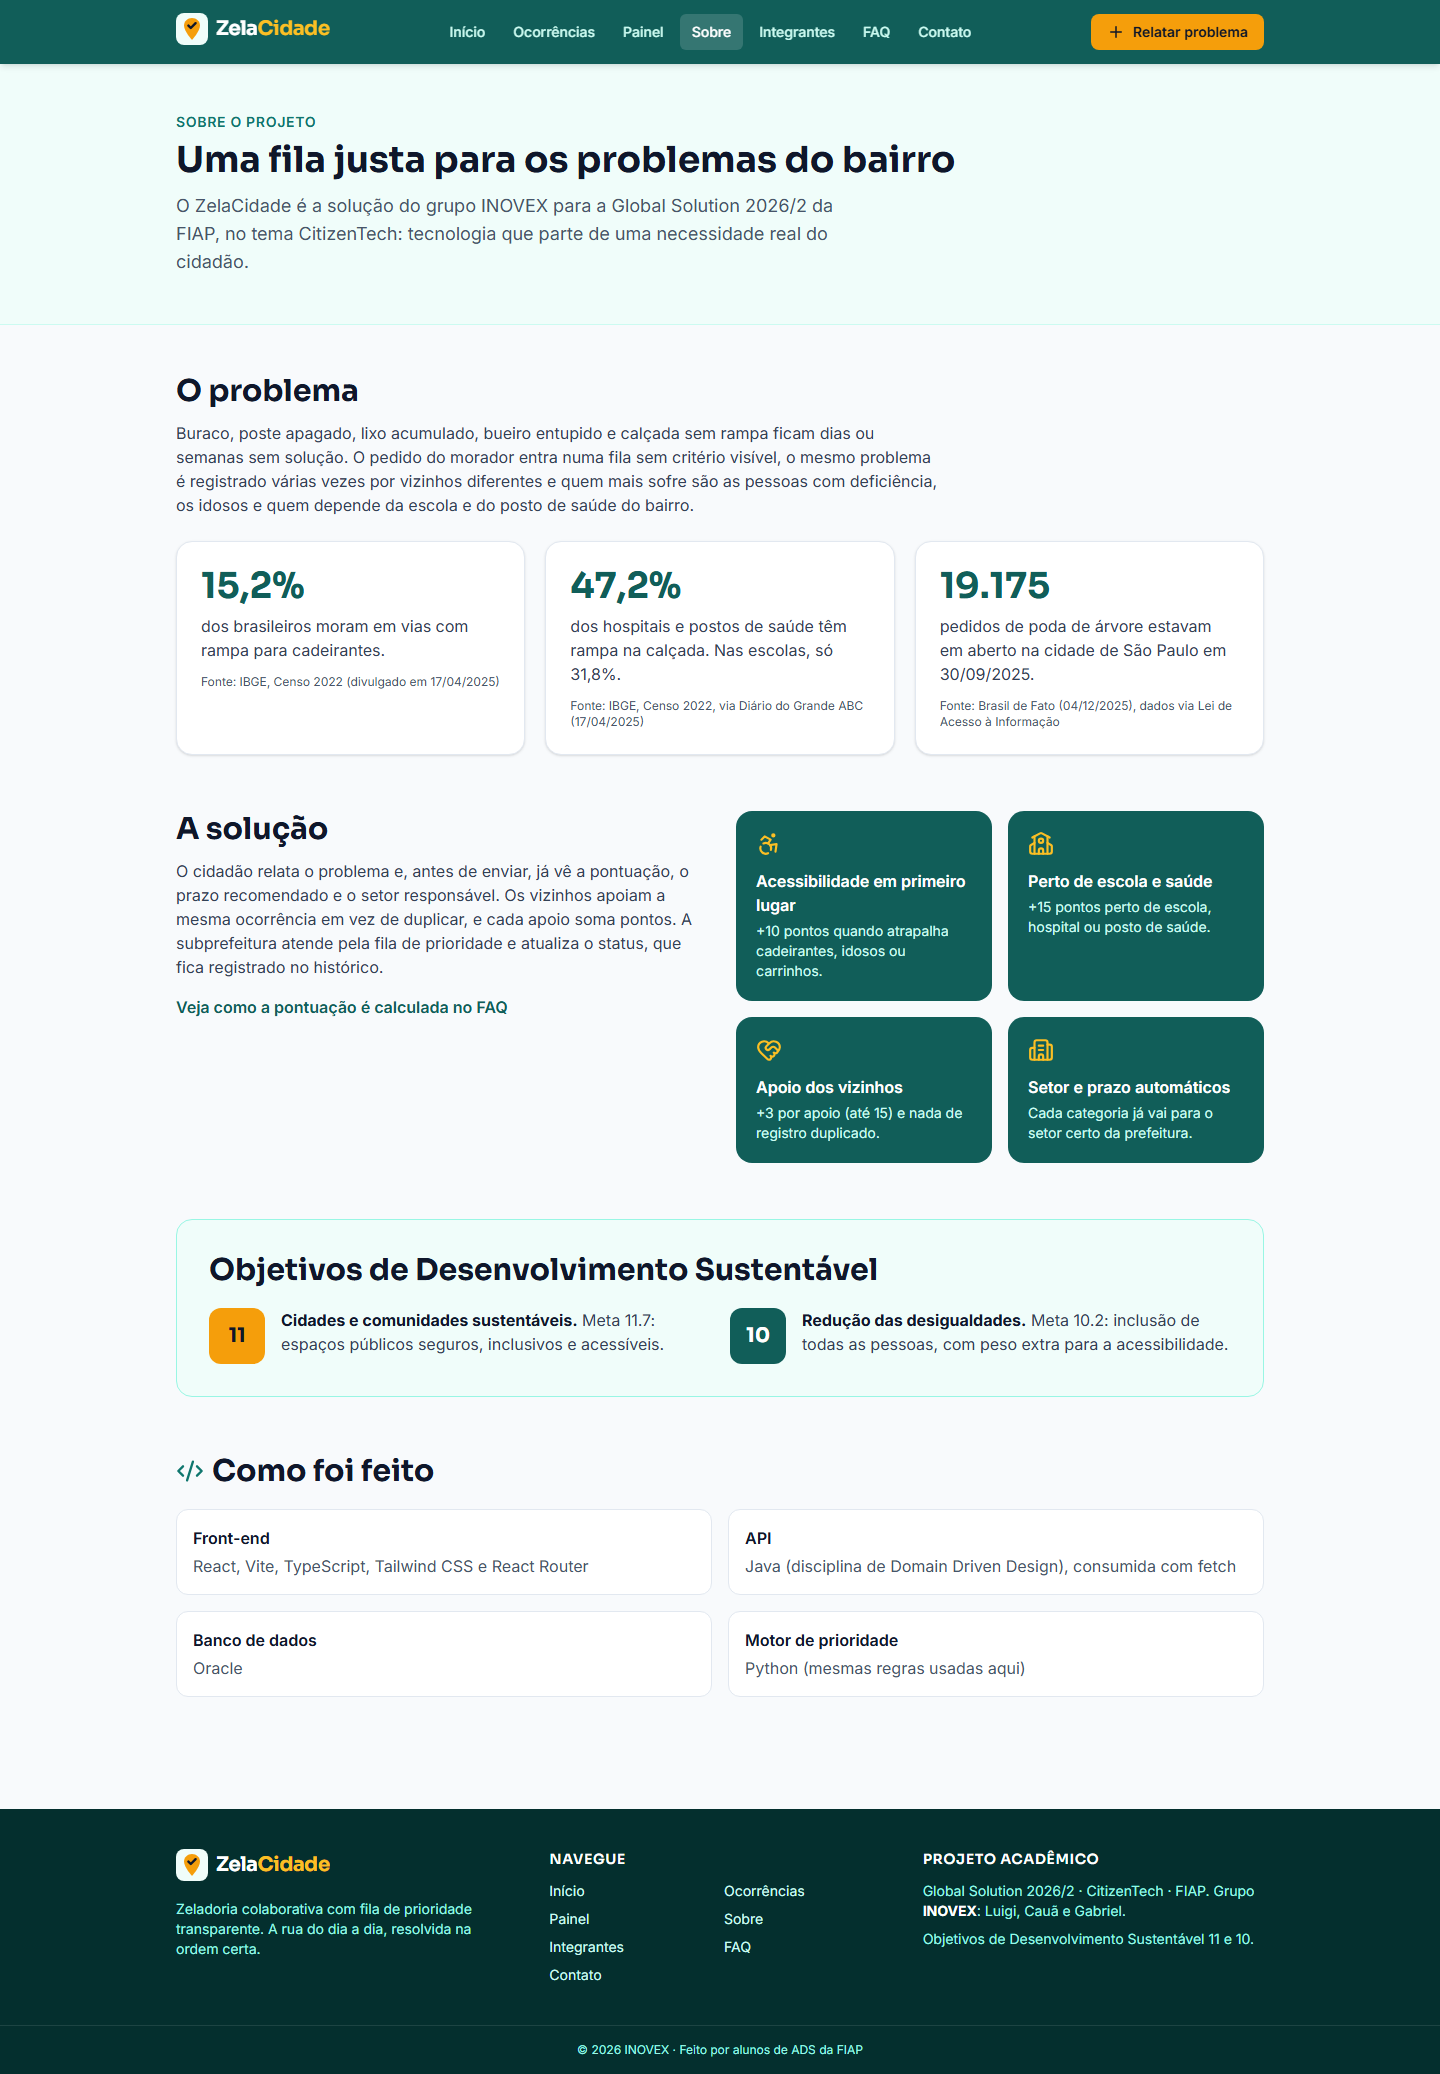 ZelaCidade
Início
Ocorrências
Painel
Sobre
Integrantes
FAQ
Contato
Relatar problema
SOBRE O PROJETO
Uma fila justa para os problemas do bairro
O ZelaCidade é a solução do grupo INOVEX para a Global Solution 2026/2 da
FIAP, no tema CitizenTech: tecnologia que parte de uma necessidade real do
cidadão.
O problema
Buraco, poste apagado, lixo acumulado, bueiro entupido e calçada sem rampa ficam dias ou
semanas sem solução. O pedido do morador entra numa fila sem critério visível, o mesmo problema
é registrado várias vezes por vizinhos diferentes e quem mais sofre são as pessoas com deficiência,
os idosos e quem depende da escola e do posto de saúde do bairro.
15,2%
dos brasileiros moram em vias com
rampa para cadeirantes.
Fonte: IBGE, Censo 2022 (divulgado em 17/04/2025)
47,2%
dos hospitais e postos de saúde têm
rampa na calçada. Nas escolas, só
31,8%.
Fonte: IBGE, Censo 2022, via Diário do Grande ABC
(17/04/2025)
19.175
pedidos de poda de árvore estavam
em aberto na cidade de São Paulo em
30/09/2025.
Fonte: Brasil de Fato (04/12/2025), dados via Lei de
Acesso à Informação
A solução
O cidadão relata o problema e, antes de enviar, já vê a pontuação, o
prazo recomendado e o setor responsável. Os vizinhos apoiam a
mesma ocorrência em vez de duplicar, e cada apoio soma pontos. A
subprefeitura atende pela fila de prioridade e atualiza o status, que
fica registrado no histórico.
Veja como a pontuação é calculada no FAQ
Acessibilidade em primeiro
lugar
+10 pontos quando atrapalha
cadeirantes, idosos ou
carrinhos.
Perto de escola e saúde
+15 pontos perto de escola,
hospital ou posto de saúde.
Apoio dos vizinhos
+3 por apoio (até 15) e nada de
registro duplicado.
Setor e prazo automáticos
Cada categoria já vai para o
setor certo da prefeitura.
Objetivos de Desenvolvimento Sustentável
11
Cidades e comunidades sustentáveis. Meta 11.7:
espaços públicos seguros, inclusivos e acessíveis.
10
Redução das desigualdades. Meta 10.2: inclusão de
todas as pessoas, com peso extra para a acessibilidade.
Como foi feito
Front-end
React, Vite, TypeScript, Tailwind CSS e React Router
API
Java (disciplina de Domain Driven Design), consumida com fetch
Banco de dados
Oracle
Motor de prioridade
Python (mesmas regras usadas aqui)
ZelaCidade
Zeladoria colaborativa com fila de prioridade
transparente. A rua do dia a dia, resolvida na
ordem certa.
NAVEGUE
Início
Ocorrências
Painel
Sobre
Integrantes
FAQ
Contato
PROJETO ACADÊMICO
Global Solution 2026/2 · CitizenTech · FIAP. Grupo
INOVEX: Luigi, Cauã e Gabriel.
Objetivos de Desenvolvimento Sustentável 11 e 10.
© 2026 INOVEX · Feito por alunos de ADS da FIAP